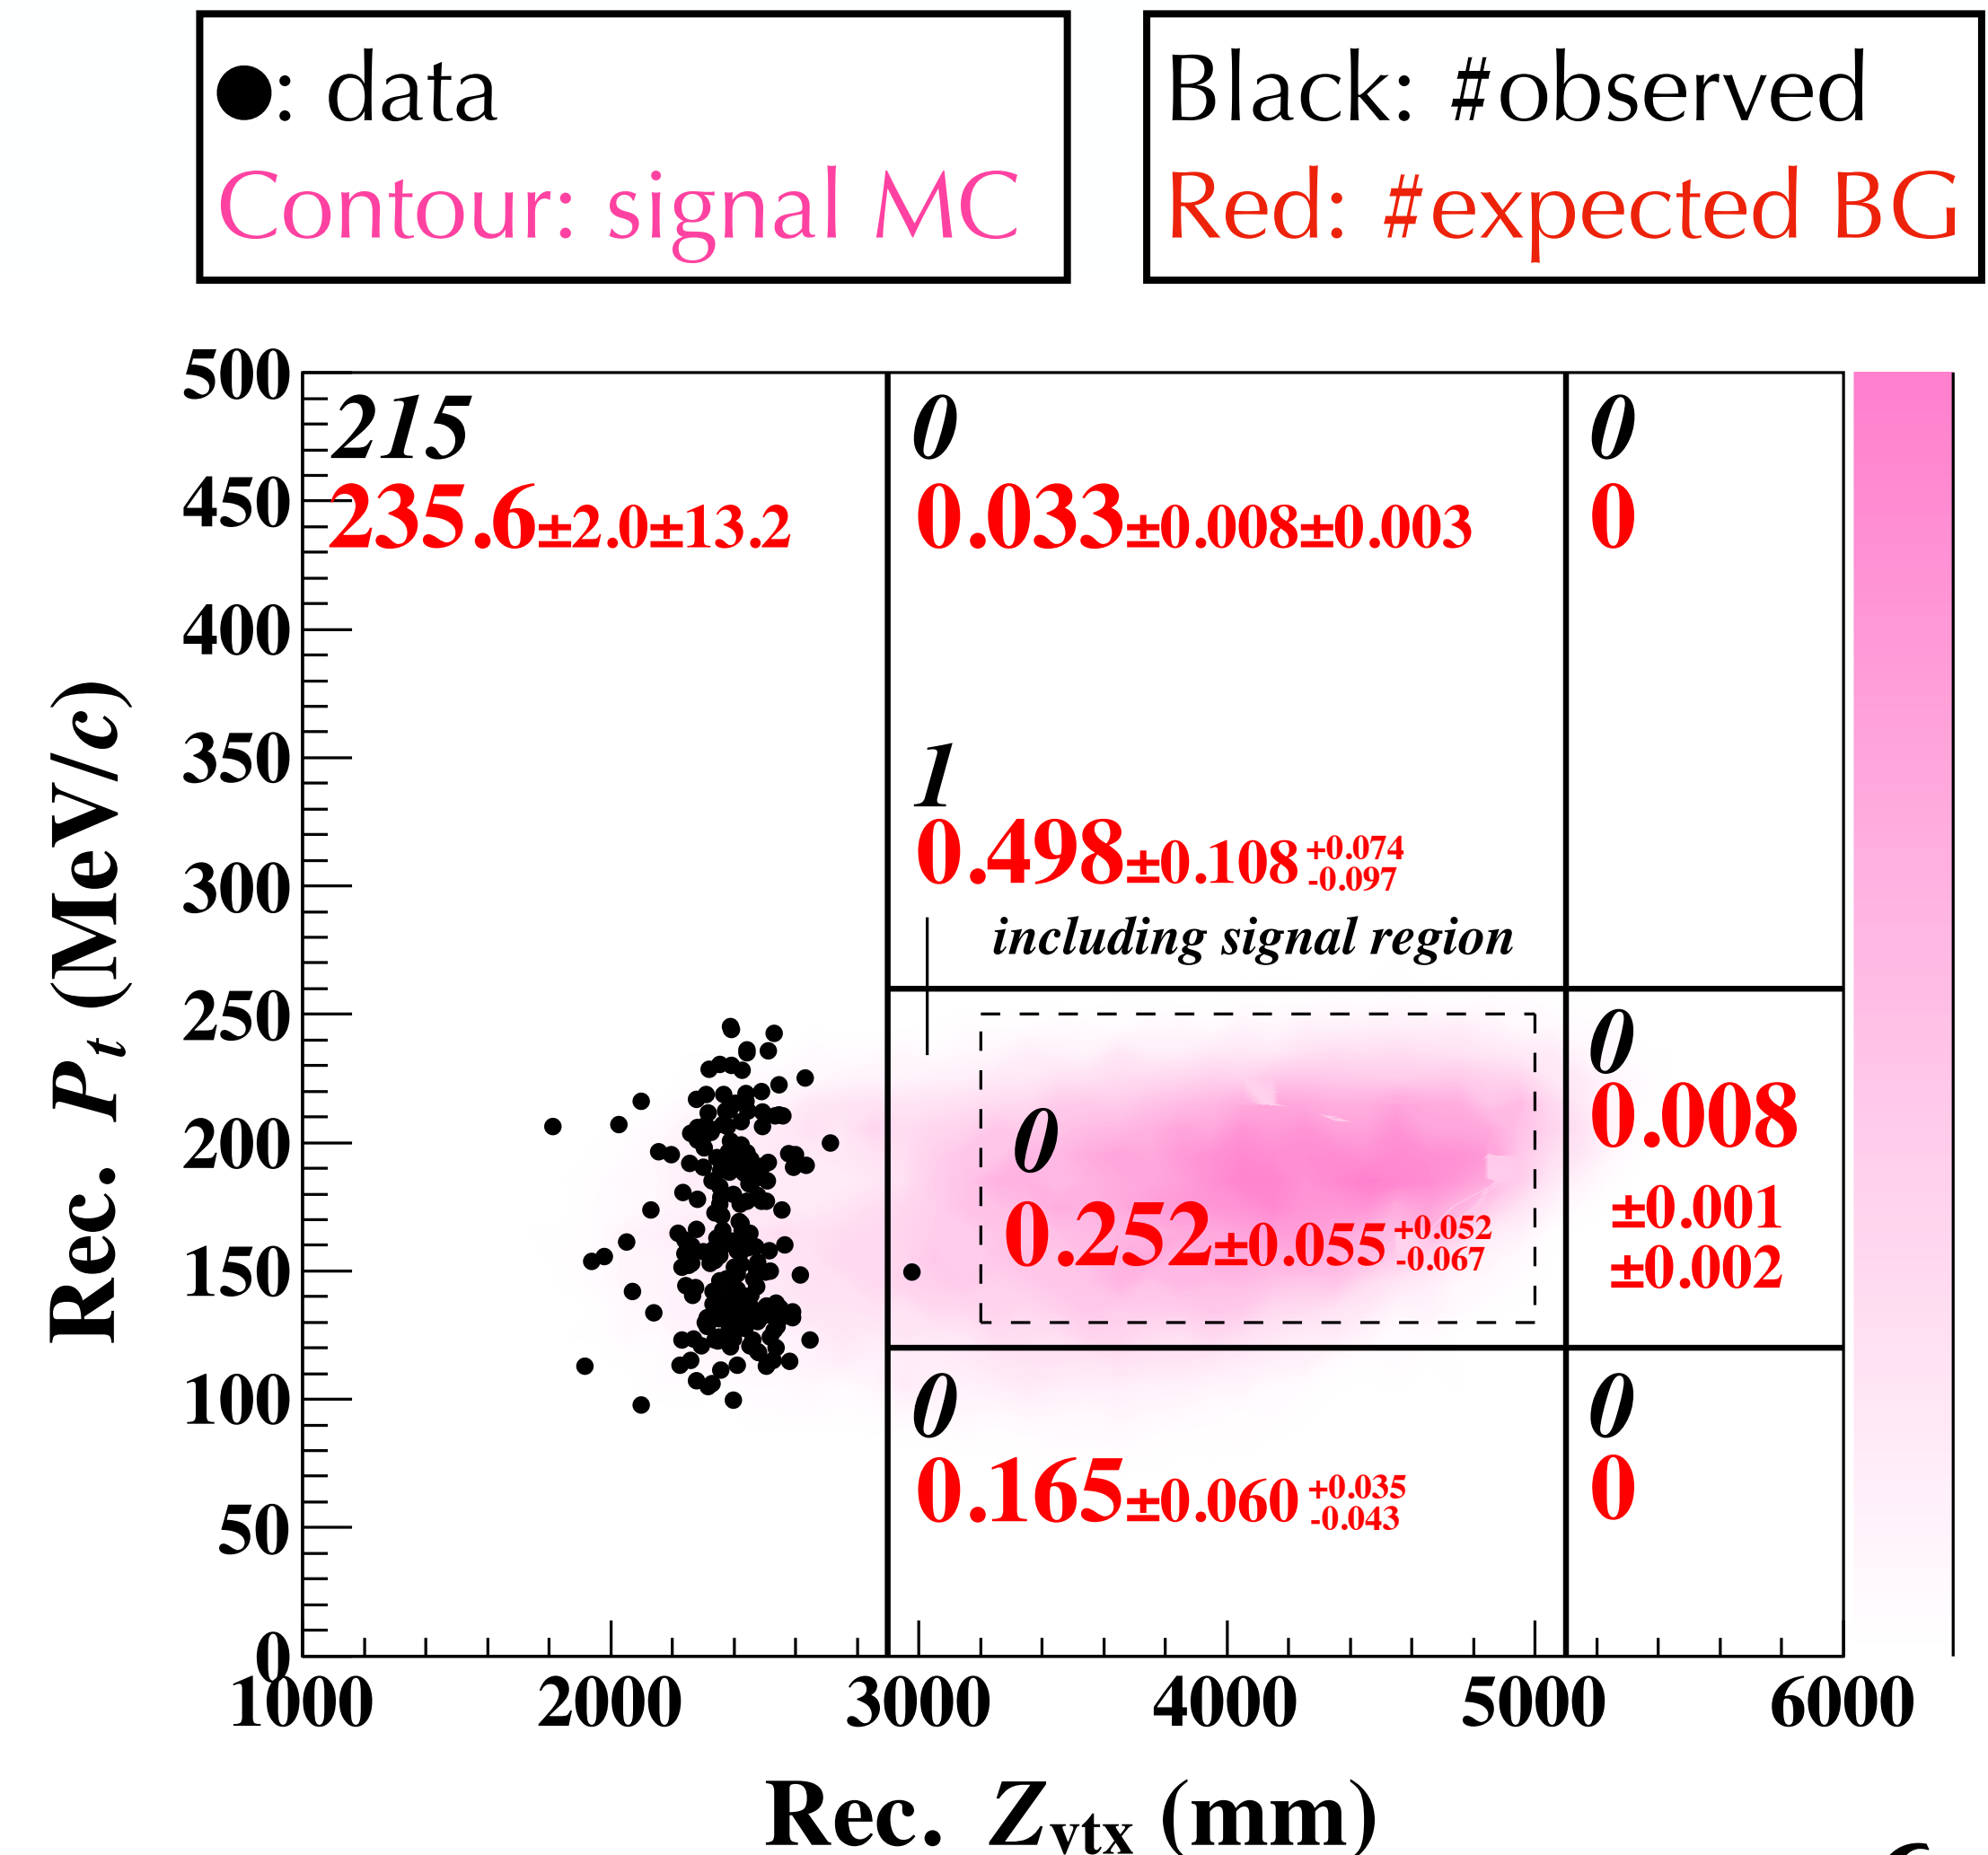 ●: data
Contour: signal MC
Black: #observed
Red: #expected BG
500
450
400
350
300
250
200
150
100
50
0
Rec. Pt (MeV/c)
215
235.6±2.0±13.2
0
0.033±0.008±0.003
0
0
1
0.498±0.108 +0.074 -0.097
including signal region
0
0.252±0.055 +0.052 -0.067
0
0.008
±0.001
±0.002
0
0.165±0.060 +0.035 -0.043
0
0
1000 2000 3000 4000 5000 6000
Rec. Zvtx (mm)